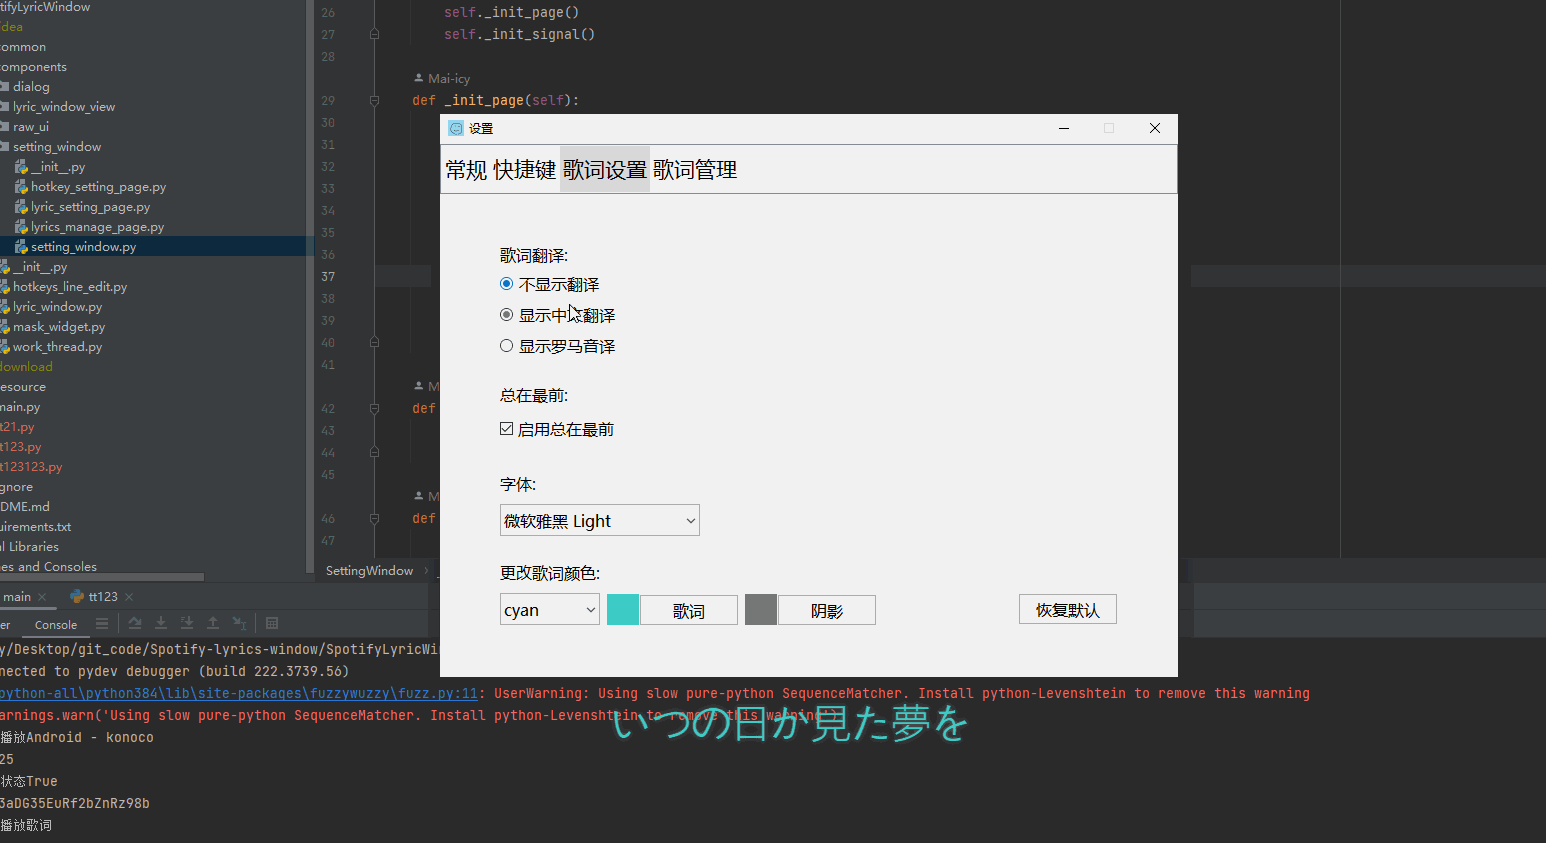 tifyLyricWindow
dea
ommon
omponents
dialog
lyric_window_view
raw_ui
setting_window
__init__.py
hotkey_setting_page.py
lyric_setting_page.py
lyrics_manage_page.py
setting_window.py
__init__.py
hotkeys_line_edit.py
lyric_window.py
mask_widget.py
work_thread.py
download
esource
nain.py
t21.py
t123.py
t123123.py
gnore
DME.md
uirements.txt
l Libraries
nes and Consoles
26 self._init_page()
27 self._init_signal()
28
Mai-icy
29 def _init_page(self):
30
31
32
33
34
35
36
37
38
39
40
41
M
42 def
43
44
45
M
46 def
47
SettingWindow
设置
常规 快捷键 歌词设置 歌词管理
歌词翻译:
不显示翻译
显示中文翻译
显示罗马音译
总在最前:
启用总在最前
字体:
微软雅黑 Light
更改歌词颜色:
cyan 歌词 阴影 恢复默认
main tt123
er Console
y/Desktop/git_code/Spotify-lyrics-window/SpotifyLyricWi
nected to pydev debugger (build 222.3739.56)
python-all\python384\lib\site-packages\fuzzywuzzy\fuzz.py:11: UserWarning: Using slow pure-python SequenceMatcher. Install python-Levenshtein to remove this warning
arnings.warn('Using slow pure-python SequenceMatcher. Install python-Levenshtein to remove this warning')
いつの日か見た夢を
播放Android - konoco
25
状态True
3aDG35EuRf2bZnRz98b
播放歌词